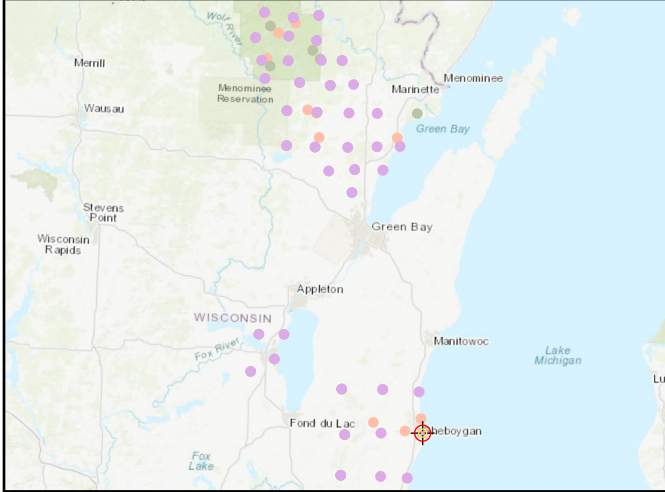 Wolf
River
Merrill
Menominee
Menominee
Reservation
Marinette
Wausau
Green Bay
Stevens
Point
Green Bay
Wisconsin
Rapids
Appleton
WISCONSIN
Manitowoc
Fox River
Lake
Michigan
Lu
Fond du Lac
heboygan
Fox
Lake